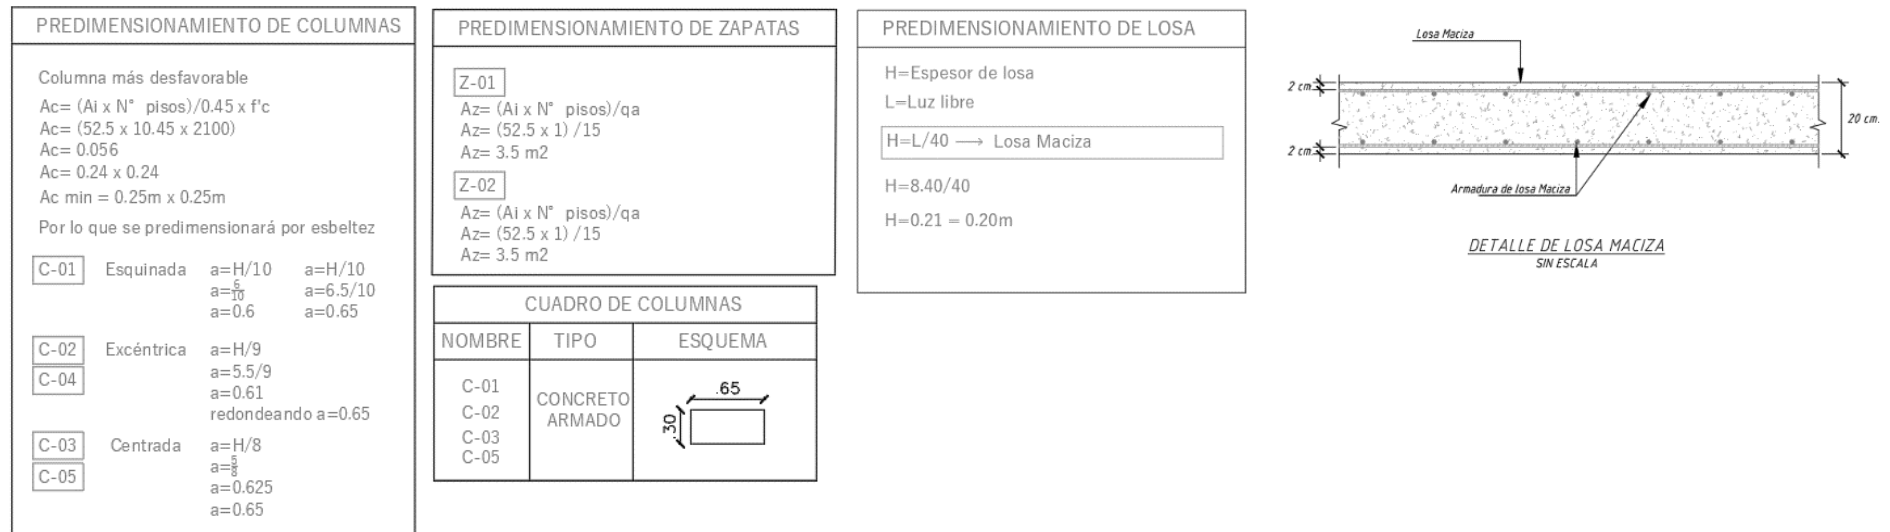 PREDIMENSIONAMIENTO DE COLUMNAS
Columna más desfavorable
Ac= (Ai x N° pisos)/0.45 x f'c
Ac= (52.5 x 10.45 x 2100)
Ac= 0.056
Ac= 0.24 x 0.24
Ac min = 0.25m x 0.25m
Por lo que se predimensionará por esbeltez
C-01 Esquinada a=H/10 a=H/10
a=6/10 a=6.5/10
a=0.6 a=0.65
C-02 Excéntrica a=H/9
C-04 a=5.5/9
a=0.61
redondeando a=0.65
C-03 Centrada a=H/8
C-05 a=5/8
a=0.625
a=0.65
PREDIMENSIONAMIENTO DE ZAPATAS
Z-01
Az= (Ai x N° pisos)/qa
Az= (52.5 x 1) /15
Az= 3.5 m2
Z-02
Az= (Ai x N° pisos)/qa
Az= (52.5 x 1) /15
Az= 3.5 m2
CUADRO DE COLUMNAS
NOMBRE TIPO ESQUEMA
C-01
C-02
C-03
C-05
CONCRETO
ARMADO
.65
.30
PREDIMENSIONAMIENTO DE LOSA
H=Espesor de losa
L=Luz libre
H=L/40 → Losa Maciza
H=8.40/40
H=0.21 = 0.20m
Losa Maciza
2 cm.
20 cm.
2 cm.
Armadura de losa Maciza
DETALLE DE LOSA MACIZA
SIN ESCALA